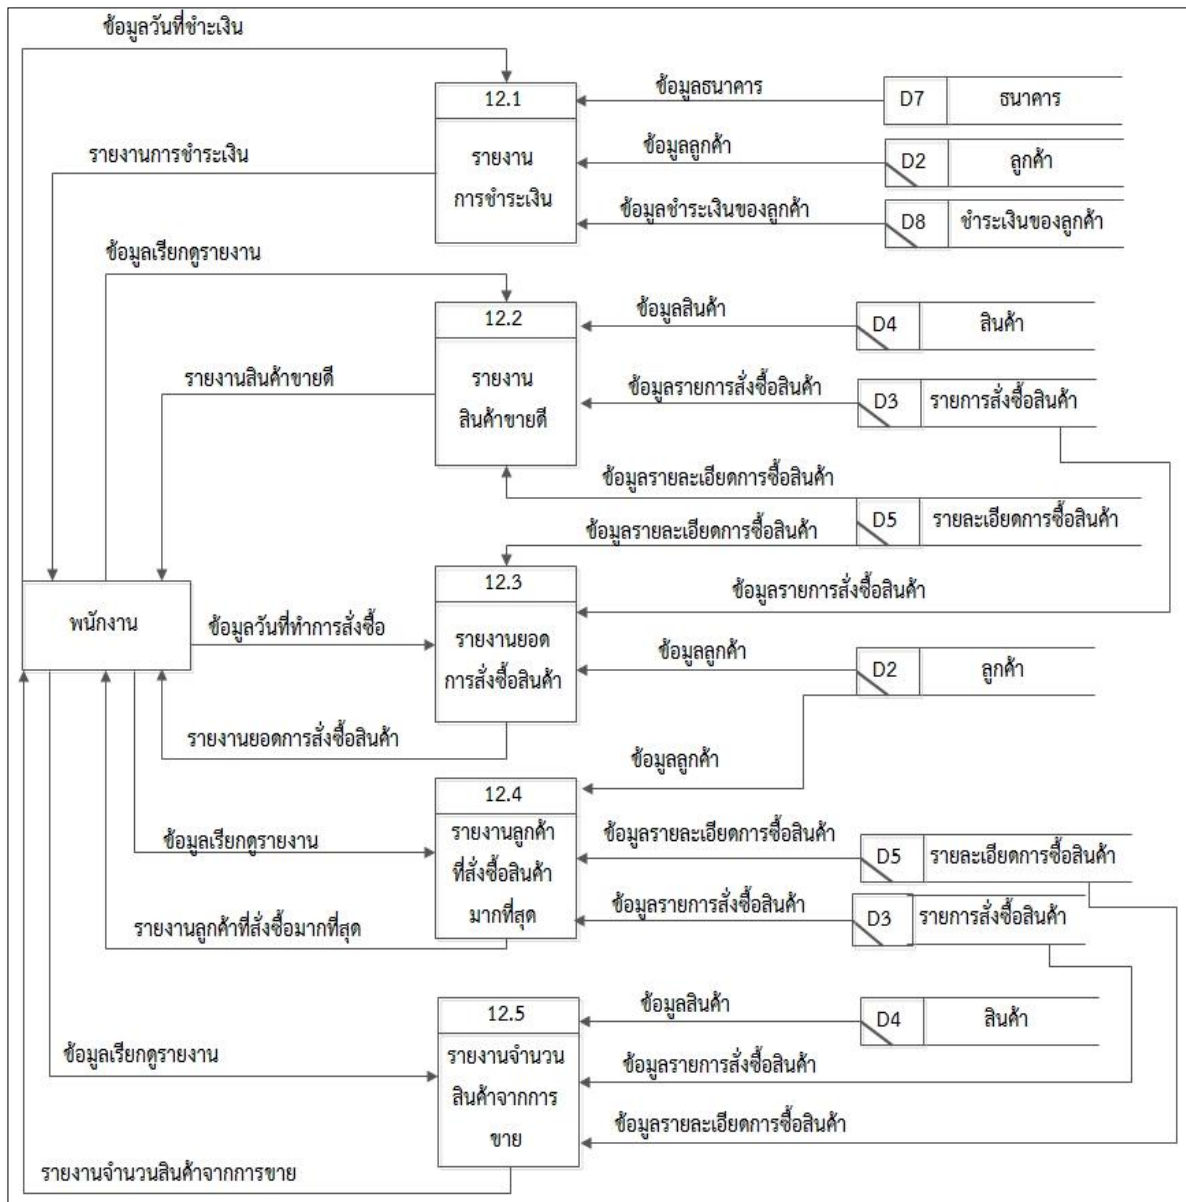 ข้อมูลวันที่ชำะเงิน
12.1
รายงาน
การชำระเงิน
ข้อมูลธนาคาร
D7 ธนาคาร
ข้อมูลลูกค้า
D2 ลูกค้า
ข้อมูลชำระเงินของลูกค้า
D8 ชำระเงินของลูกค้า
รายงานการชำระเงิน
ข้อมูลเรียกดูรายงาน
12.2
รายงาน
สินค้าขายดี
ข้อมูลสินค้า
D4 สินค้า
รายงานสินค้าขายดี
ข้อมูลรายการสั่งซื้อสินค้า
D3 รายการสั่งซื้อสินค้า
ข้อมูลรายละเอียดการซื้อสินค้า
D5 รายละเอียดการซื้อสินค้า
ข้อมูลรายละเอียดการซื้อสินค้า
12.3
รายงานยอด
การสั่งซื้อสินค้า
ข้อมูลรายการสั่งซื้อสินค้า
พนักงาน
ข้อมูลวันที่ทำการสั่งซื้อ
ข้อมูลลูกค้า
D2 ลูกค้า
รายงานยอดการสั่งซื้อสินค้า
ข้อมูลลูกค้า
12.4
รายงานลูกค้า
ที่สั่งซื้อสินค้า
มากที่สุด
ข้อมูลเรียกดูรายงาน
ข้อมูลรายละเอียดการซื้อสินค้า
D5 รายละเอียดการซื้อสินค้า
ข้อมูลรายการสั่งซื้อสินค้า
D3 รายการสั่งซื้อสินค้า
รายงานลูกค้าที่สั่งซื้อมากที่สุด
12.5
รายงานจำนวน
สินค้าจากการ
ขาย
ข้อมูลสินค้า
D4 สินค้า
ข้อมูลเรียกดูรายงาน
ข้อมูลรายการสั่งซื้อสินค้า
ข้อมูลรายละเอียดการซื้อสินค้า
รายงานจำนวนสินค้าจากการขาย